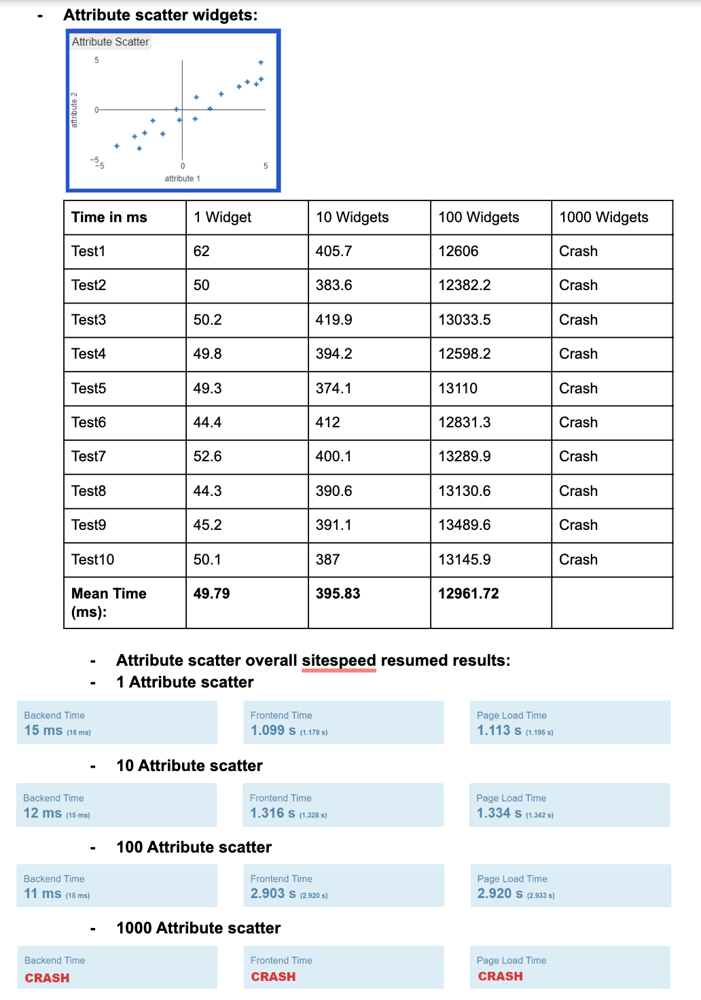 - Attribute scatter widgets:
Attribute Scatter
5
attribute 2
0
-5
-5 0 5
attribute 1
Time in ms 1 Widget 10 Widgets 100 Widgets 1000 Widgets
Test1 62 405.7 12606 Crash
Test2 50 383.6 12382.2 Crash
Test3 50.2 419.9 13033.5 Crash
Test4 49.8 394.2 12598.2 Crash
Test5 49.3 374.1 13110 Crash
Test6 44.4 412 12831.3 Crash
Test7 52.6 400.1 13289.9 Crash
Test8 44.3 390.6 13130.6 Crash
Test9 45.2 391.1 13489.6 Crash
Test10 50.1 387 13145.9 Crash
Mean Time 49.79 395.83 12961.72
(ms):
- Attribute scatter overall sitespeed resumed results:
- 1 Attribute scatter
Backend Time Frontend Time Page Load Time
15 ms (16 ms) 1.099 s (1.178 s) 1.113 s (1.195 s)
- 10 Attribute scatter
Backend Time Frontend Time Page Load Time
12 ms (15 ms) 1.316 s (1.328 s) 1.334 s (1.342 s)
- 100 Attribute scatter
Backend Time Frontend Time Page Load Time
11 ms (15 ms) 2.903 s (2.920 s) 2.920 s (2.933 s)
- 1000 Attribute scatter
Backend Time Frontend Time Page Load Time
CRASH CRASH CRASH